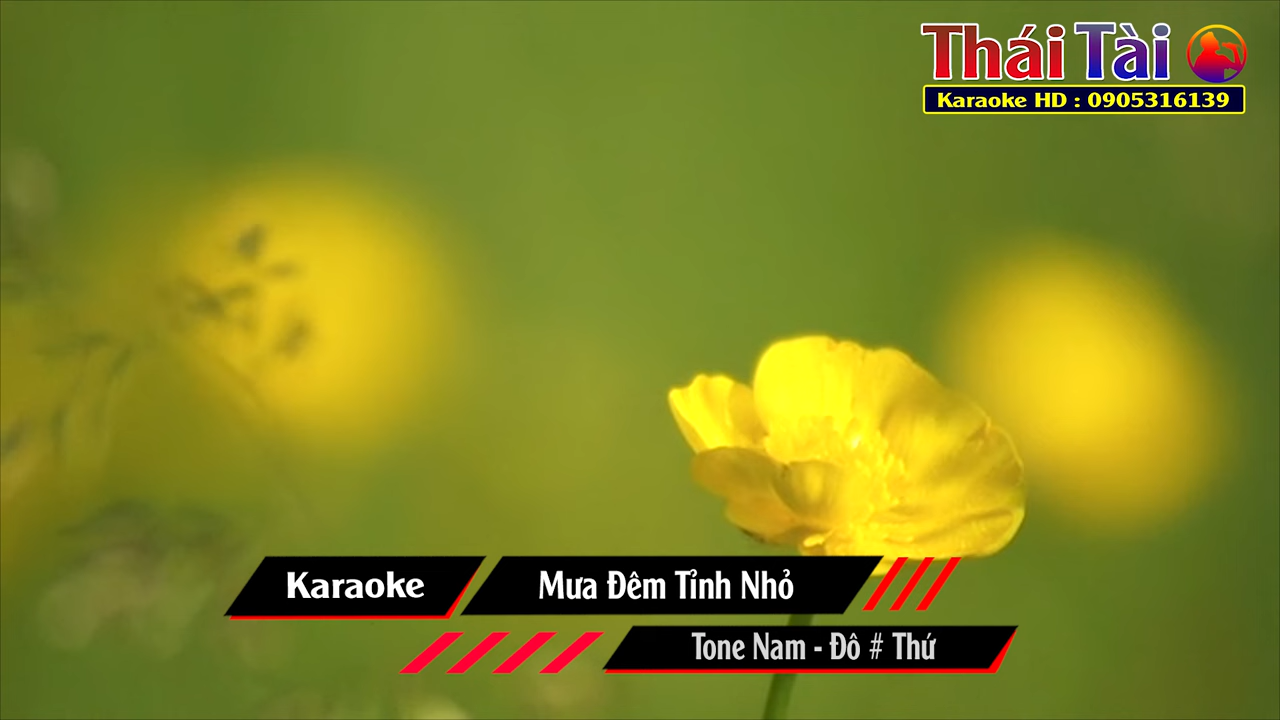 Thái Tài
Karaoke HD : 0905316139
Karaoke
Mưa Đêm Tỉnh Nhỏ
Tone Nam - Đô # Thứ